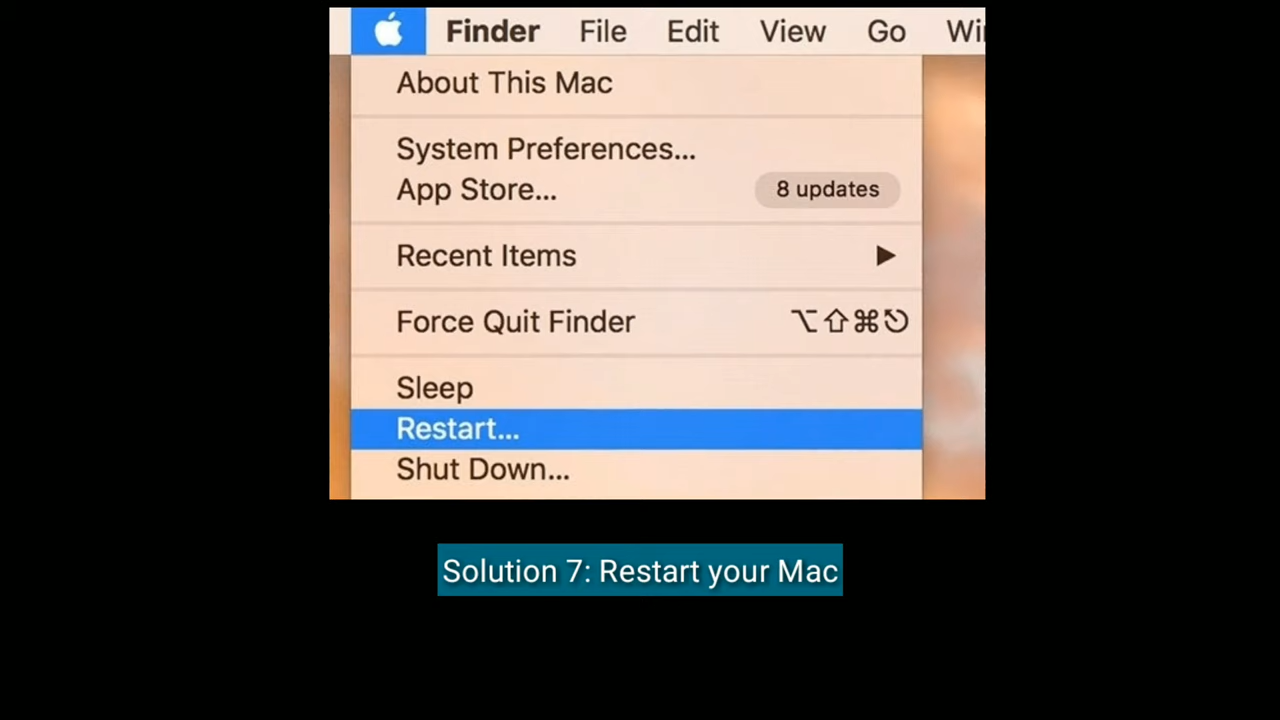 Finder File Edit View Go Wi
About This Mac
System Preferences...
App Store... 8 updates
Recent Items ▶
Force Quit Finder ⌥⇧⌘⎋
Sleep
Restart...
Shut Down...
Solution 7: Restart your Mac